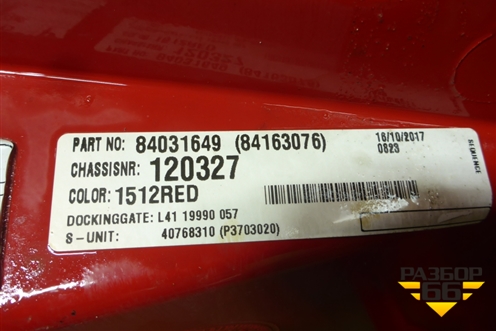 PART NO: 84031649 (84163076)
16/10/2017
0823
CHASSISNR: 120327
COLOR: 1512RED
DOCKINGGATE: L41 19990 057
S-UNIT: 40768310 (P3703020)
РАЗБОР
66